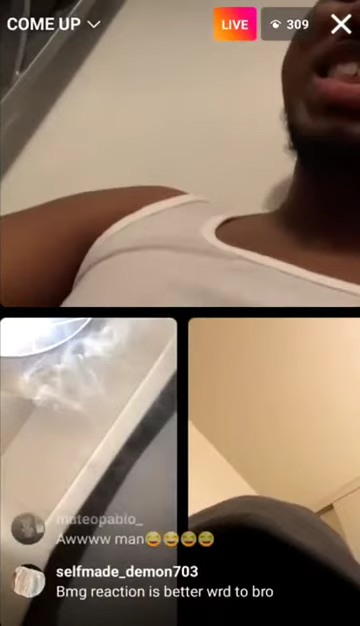 COME UP
LIVE
309
mateopablo_
Awwww man😂😂😂😂
selfmade_demon703
Bmg reaction is better wrd to bro